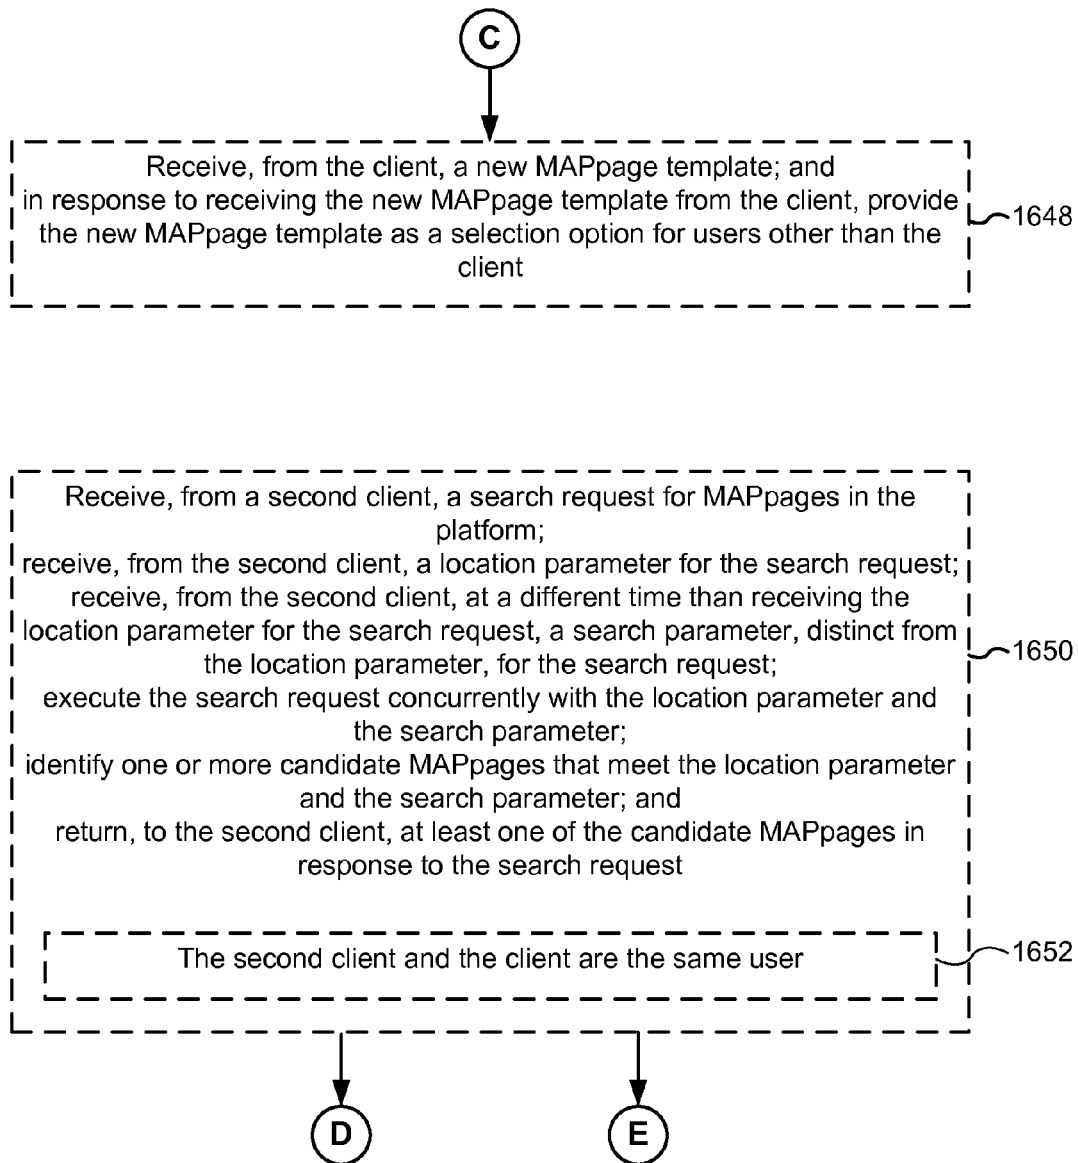 C
Receive, from the client, a new MAPpage template; and
in response to receiving the new MAPpage template from the client, provide
the new MAPpage template as a selection option for users other than the
client
1648
Receive, from a second client, a search request for MAPpages in the
platform;
receive, from the second client, a location parameter for the search request;
receive, from the second client, at a different time than receiving the
location parameter for the search request, a search parameter, distinct from
the location parameter, for the search request;
execute the search request concurrently with the location parameter and
the search parameter;
identify one or more candidate MAPpages that meet the location parameter
and the search parameter; and
return, to the second client, at least one of the candidate MAPpages in
response to the search request
1650
The second client and the client are the same user
1652
D
E